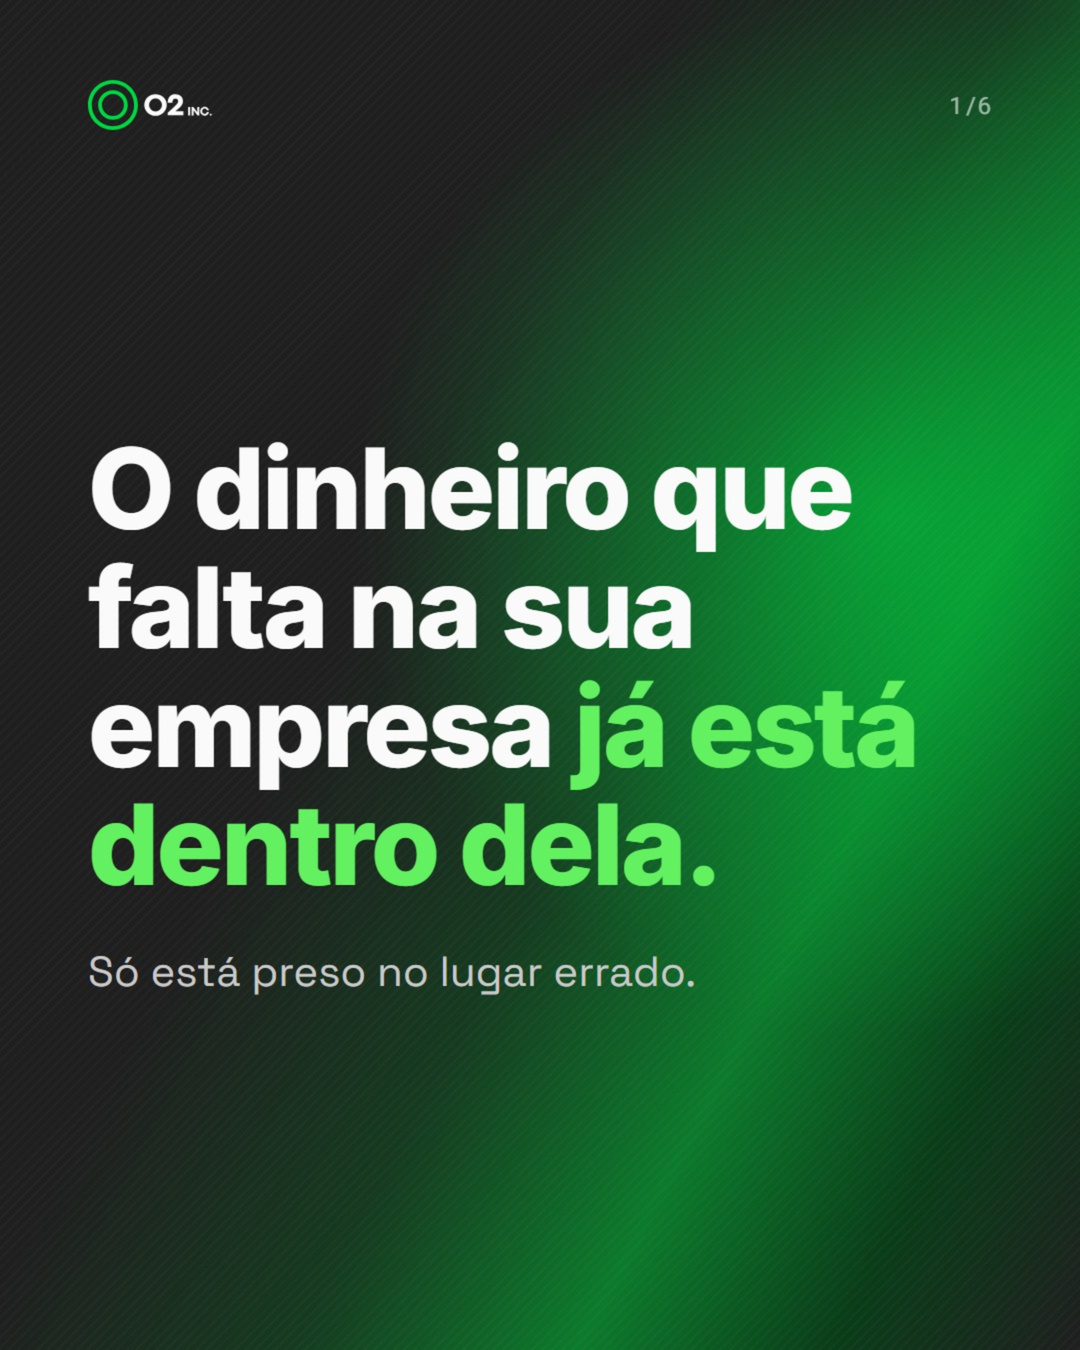 O2 INC.
1/6
O dinheiro que
falta na sua
empresa já está
dentro dela.
Só está preso no lugar errado.